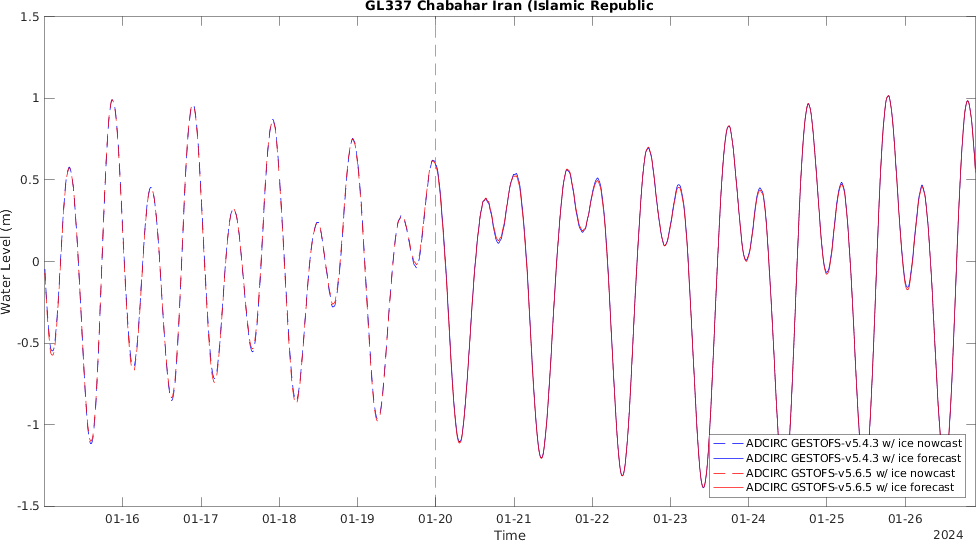 GL337 Chabahar Iran (Islamic Republic
1.5
1
0.5
0
-0.5
-1
-1.5
Water Level (m)
ADCIRC GESTOFS-v5.4.3 w/ ice nowcast
ADCIRC GESTOFS-v5.4.3 w/ ice forecast
ADCIRC GSTOFS-v5.6.5 w/ ice nowcast
ADCIRC GSTOFS-v5.6.5 w/ ice forecast
01-16 01-17 01-18 01-19 01-20 01-21 01-22 01-23 01-24 01-25 01-26
Time
2024